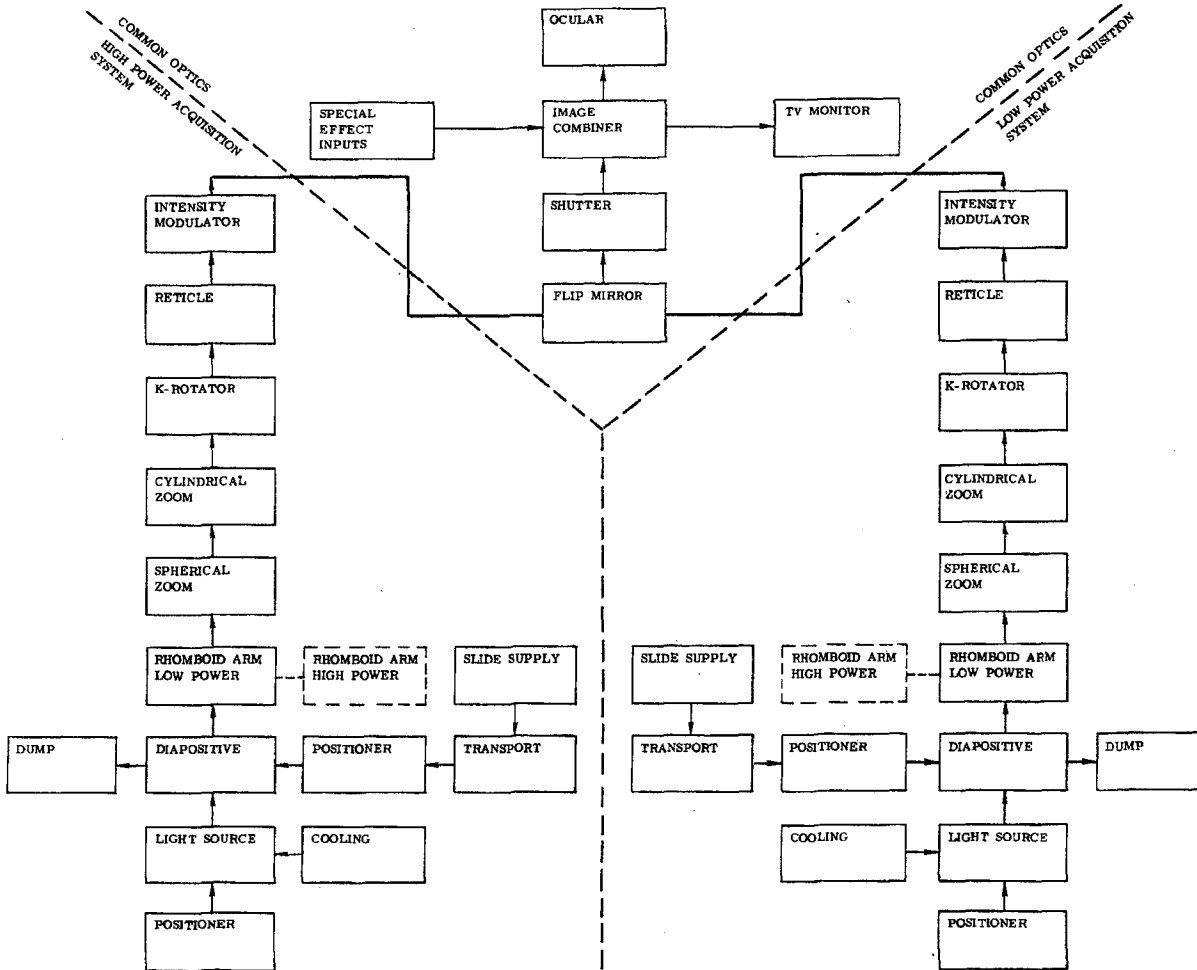 COMMON OPTICS
HIGH POWER ACQUISITION
SYSTEM
COMMON OPTICS
LOW POWER ACQUISITION
SYSTEM
OCULAR
SPECIAL
EFFECT
INPUTS
IMAGE
COMBINER
TV MONITOR
SHUTTER
FLIP MIRROR
INTENSITY
MODULATOR
RETICLE
K-ROTATOR
CYLINDRICAL
ZOOM
SPHERICAL
ZOOM
RHOMBOID ARM
LOW POWER
RHOMBOID ARM
HIGH POWER
SLIDE SUPPLY
DUMP
DIAPOSITIVE
POSITIONER
TRANSPORT
LIGHT SOURCE
COOLING
POSITIONER
INTENSITY
MODULATOR
RETICLE
K-ROTATOR
CYLINDRICAL
ZOOM
SPHERICAL
ZOOM
SLIDE SUPPLY
RHOMBOID ARM
HIGH POWER
RHOMBOID ARM
LOW POWER
TRANSPORT
POSITIONER
DIAPOSITIVE
DUMP
COOLING
LIGHT SOURCE
POSITIONER